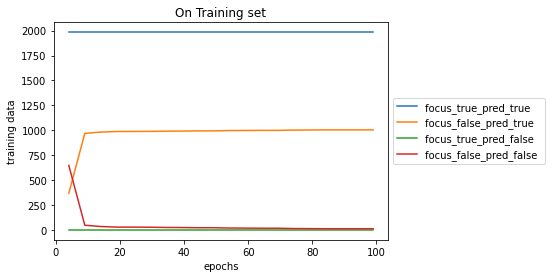 On Training set
2000
1750
1500
1250
1000
750
500
250
0
training data
0 20 40 60 80 100
epochs
focus_true_pred_true
focus_false_pred_true
focus_true_pred_false
focus_false_pred_false